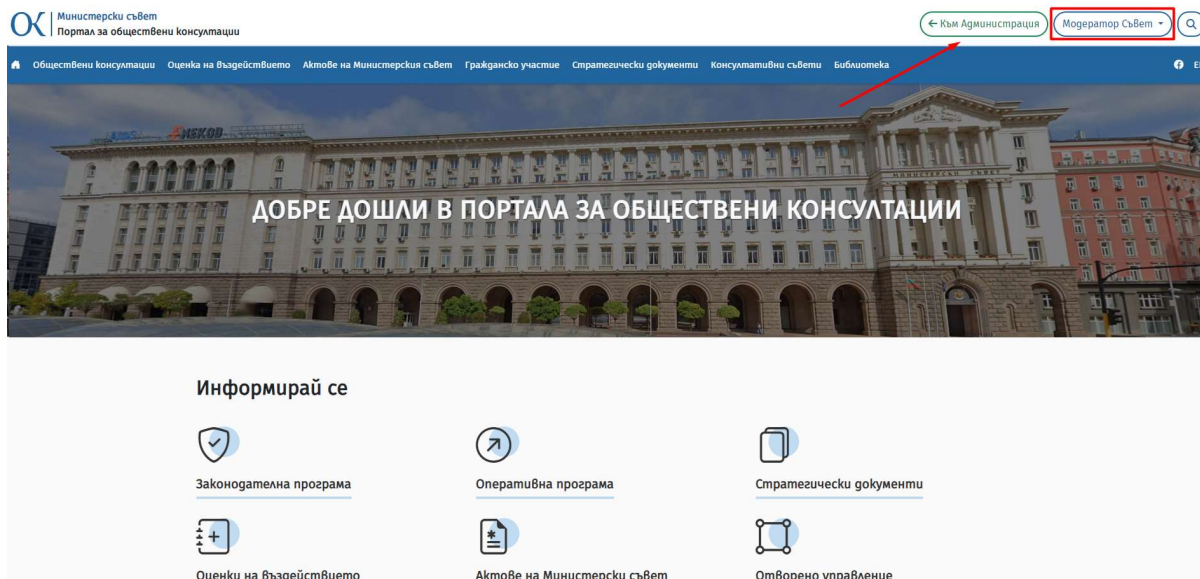 Министерски съвет
Портал за обществени консултации
← Към Администрация
Модератор Съвет
Обществени консултации Оценка на въздействието Актове на Министерския съвет Гражданско участие Стратегически документи Консултативни съвети Библиотека
МИНИСТЕРСКИ СЪВЕТ
ДОБРЕ ДОШЛИ В ПОРТАЛА ЗА ОБЩЕСТВЕНИ КОНСУЛТАЦИИ
Информирай се
Законодателна програма
Оперативна програма
Стратегически документи
Оценки на въздействието
Актове на Министерски съвет
Отворено управление